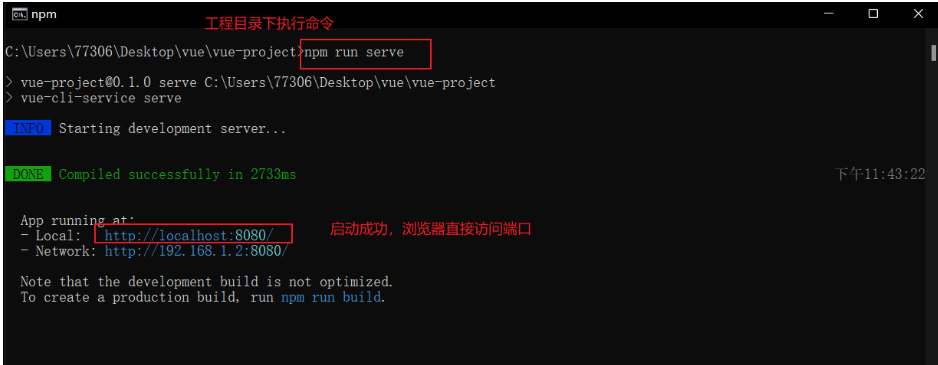 npm
工程目录下执行命令
C:\Users\77306\Desktop\vue\vue-project>npm run serve
> vue-project@0.1.0 serve C:\Users\77306\Desktop\vue\vue-project
> vue-cli-service serve
INFO Starting development server...
DONE Compiled successfully in 2733ms 下午11:43:22
App running at:
- Local: http://localhost:8080/
启动成功，浏览器直接访问端口
- Network: http://192.168.1.2:8080/
Note that the development build is not optimized.
To create a production build, run npm run build.